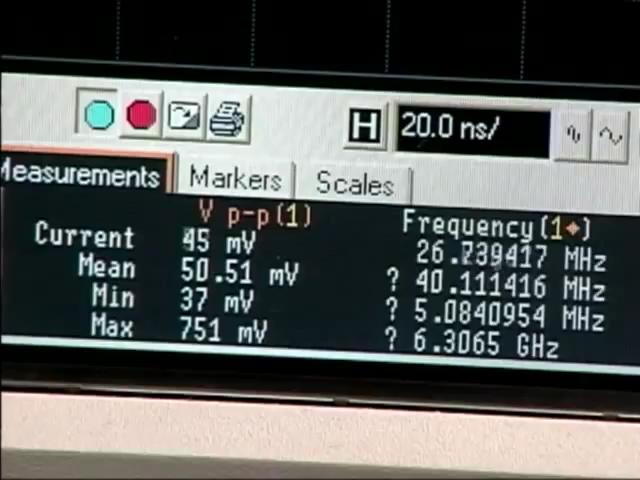 H 20.0 ns/
Measurements Markers Scales
V p-p(1) Frequency(1✦)
Current 45 mV 26.739417 MHz
Mean 50.51 mV ? 40.111416 MHz
Min 37 mV ? 5.0840954 MHz
Max 751 mV ? 6.3065 GHz